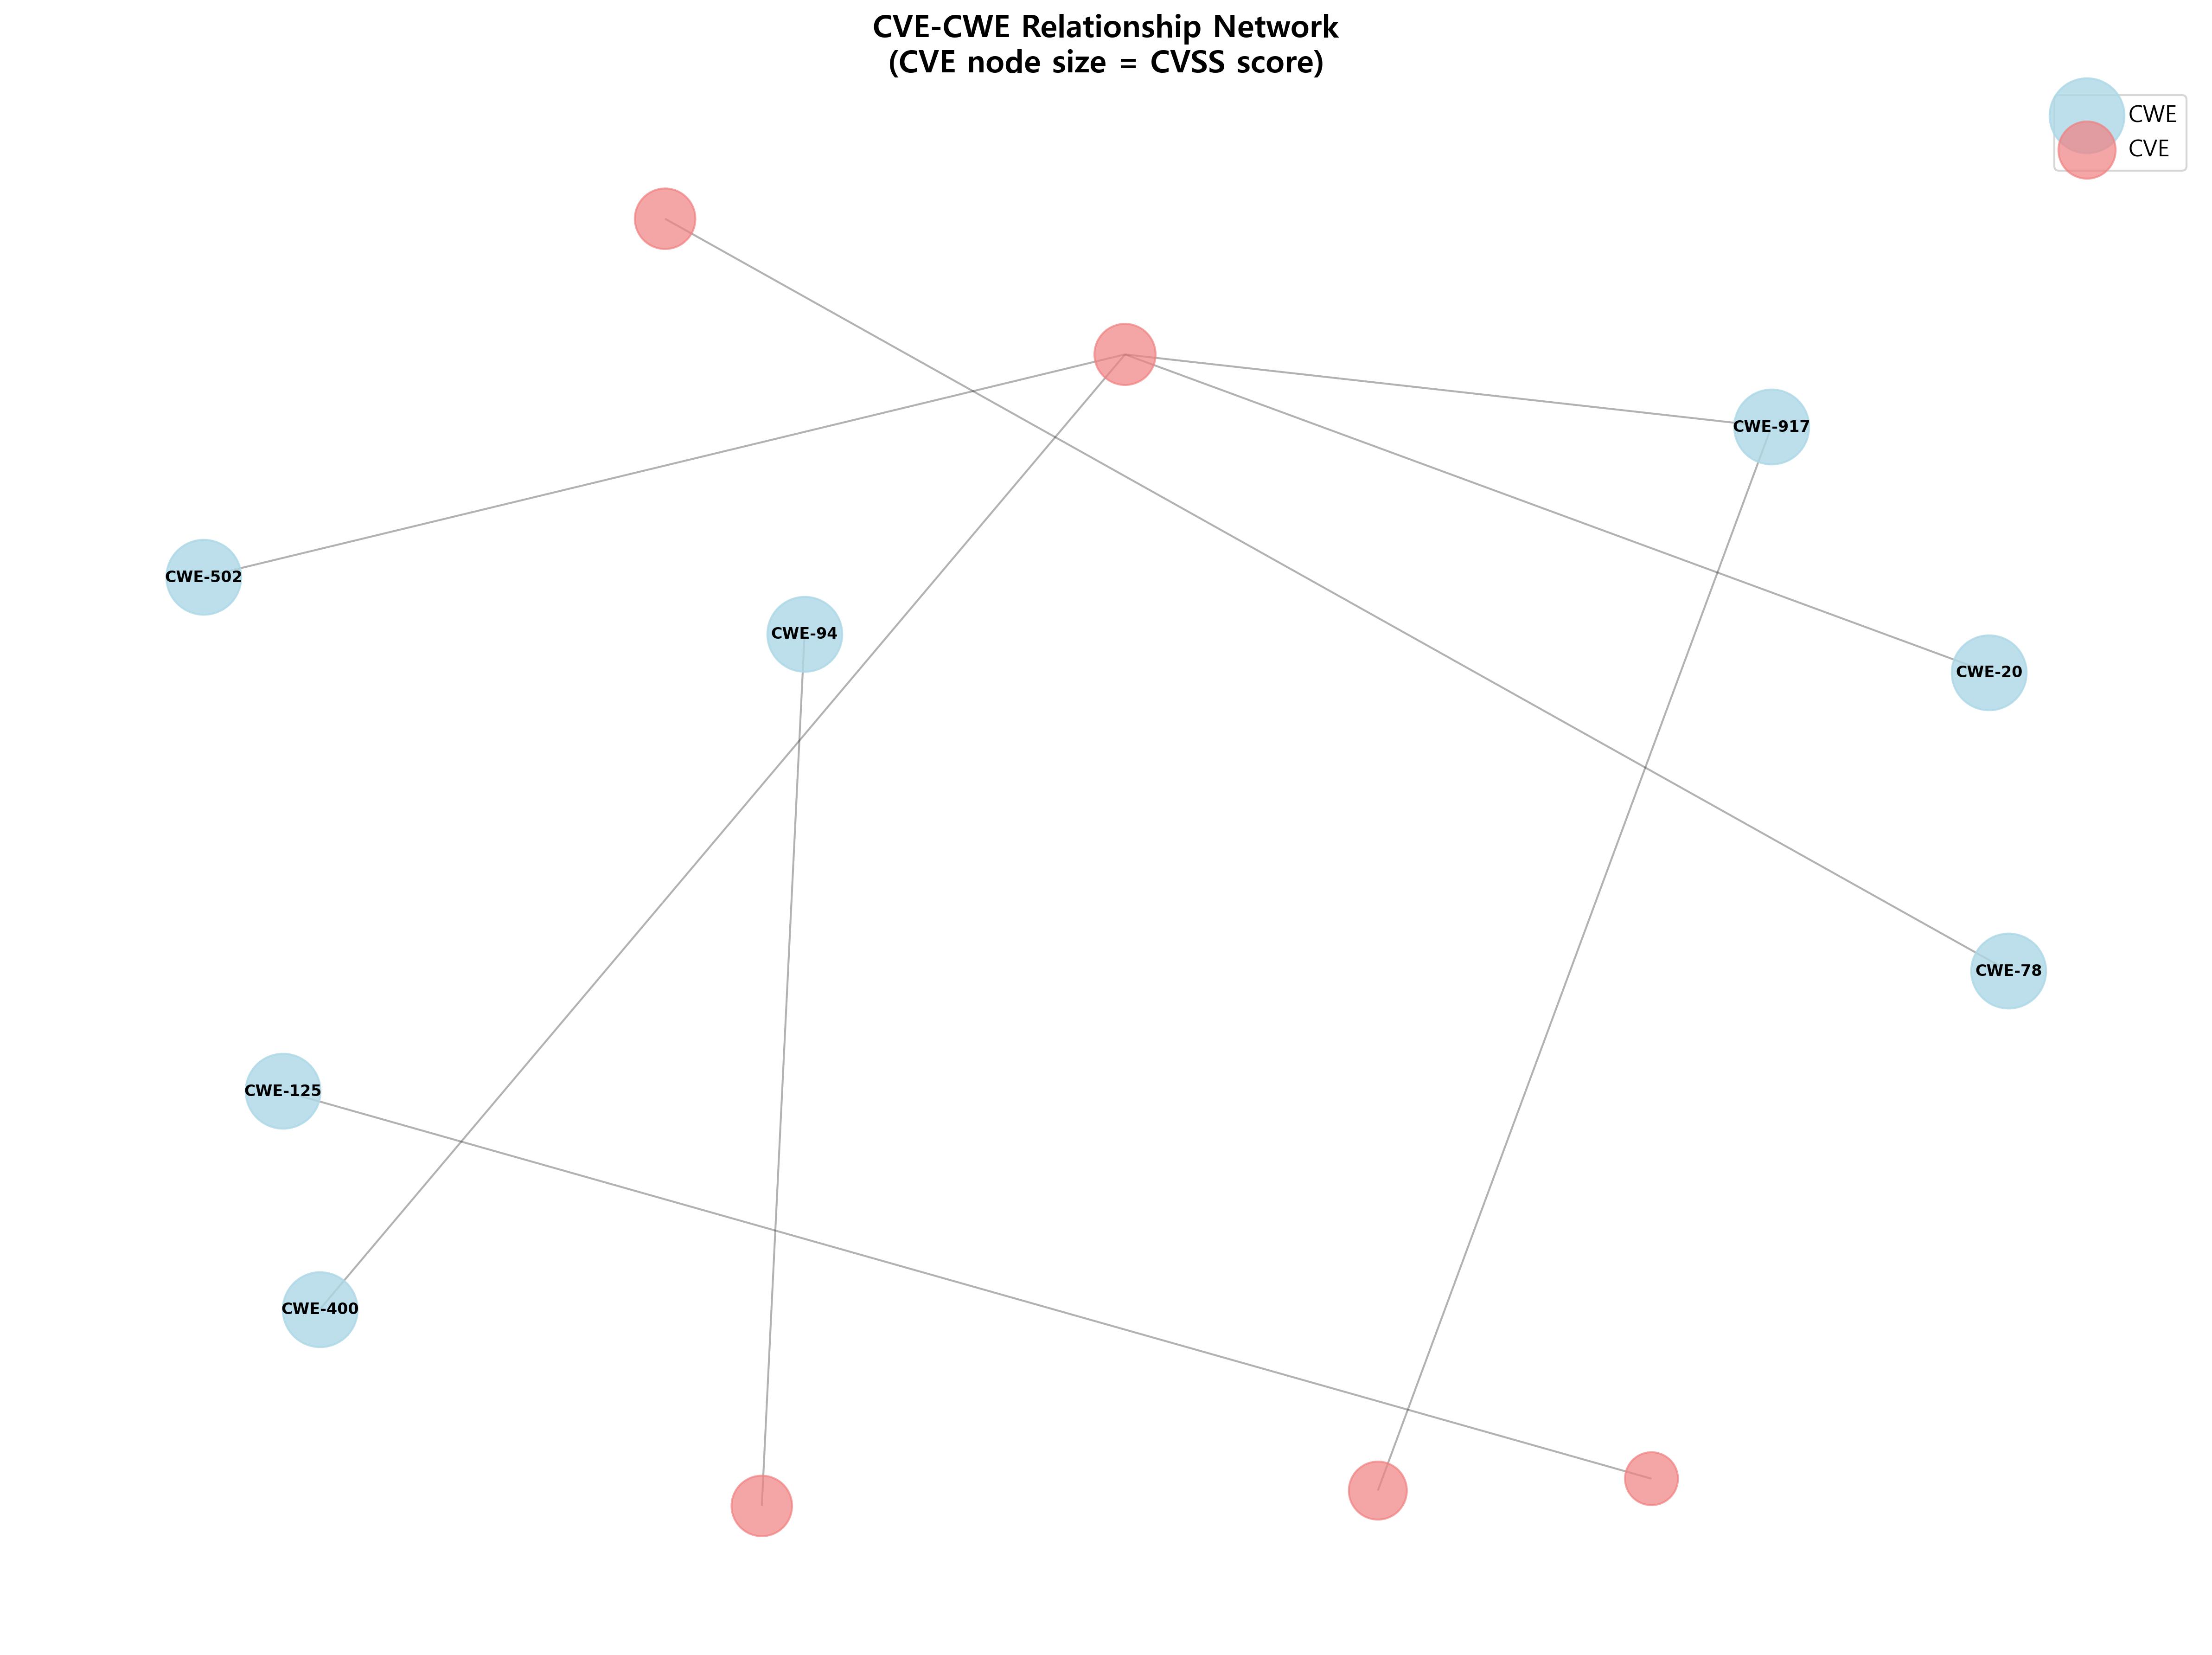 CVE-CWE Relationship Network
(CVE node size = CVSS score)
CWE
CVE
CWE-917
CWE-502
CWE-94
CWE-20
CWE-78
CWE-125
CWE-400